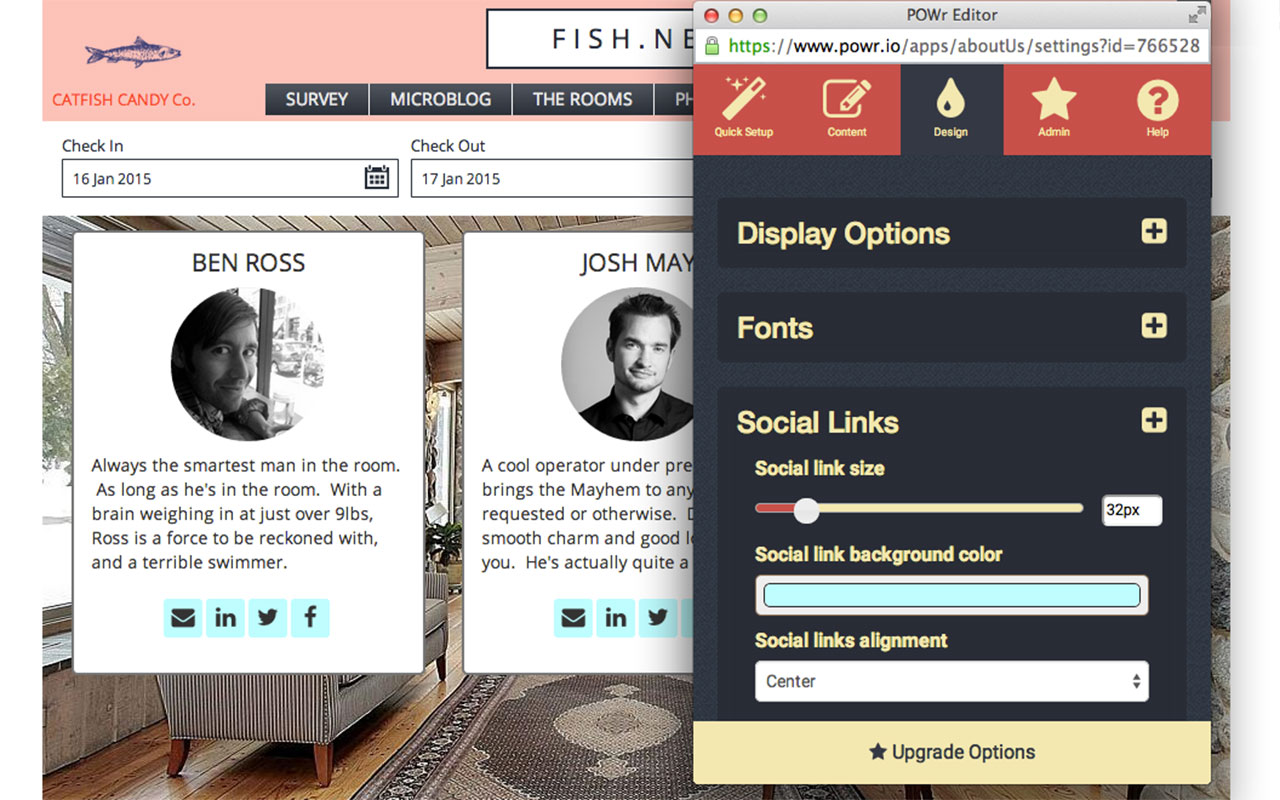 CATFISH CANDY Co.
FISH.NE
SURVEY
MICROBLOG
THE ROOMS
PH
Check In
16 Jan 2015
Check Out
17 Jan 2015
BEN ROSS
Always the smartest man in the room.
As long as he's in the room. With a
brain weighing in at just over 9lbs,
Ross is a force to be reckoned with,
and a terrible swimmer.
JOSH MAY
A cool operator under pre
brings the Mayhem to any
requested or otherwise.
smooth charm and good
you. He's actually quite a
POWr Editor
https://www.powr.io/apps/aboutUs/settings?id=766528
Quick Setup
Content
Design
Admin
Help
Display Options
Fonts
Social Links
Social link size
32px
Social link background color
Social links alignment
Center
Upgrade Options